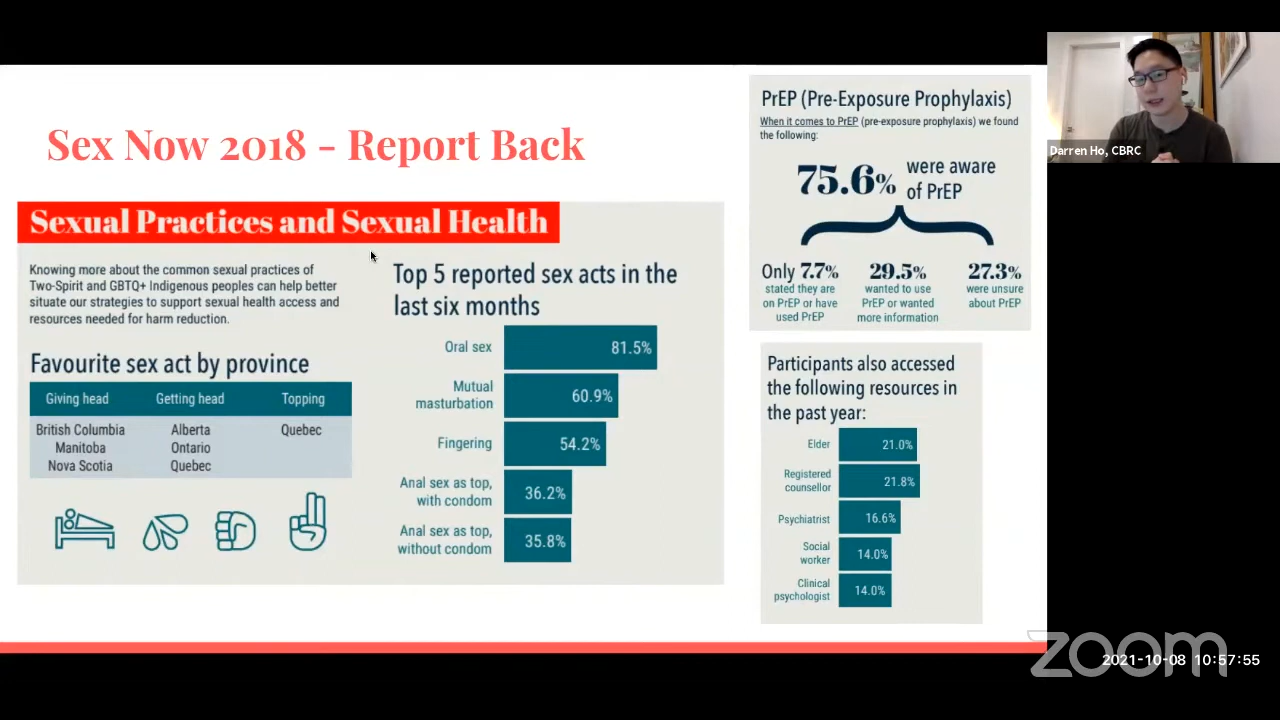 Sex Now 2018 - Report Back
Sexual Practices and Sexual Health
Knowing more about the common sexual practices of
Two-Spirit and GBTQ+ Indigenous peoples can help better
situate our strategies to support sexual health access and
resources needed for harm reduction.
Favourite sex act by province
Giving head Getting head Topping
British Columbia Alberta Quebec
Manitoba Ontario
Nova Scotia Quebec
Top 5 reported sex acts in the
last six months
Oral sex 81.5%
Mutual
masturbation 60.9%
Fingering 54.2%
Anal sex as top,
with condom 36.2%
Anal sex as top,
without condom 35.8%
PrEP (Pre-Exposure Prophylaxis)
When it comes to PrEP (pre-exposure prophylaxis) we found
the following:
75.6% were aware
of PrEP
Only 7.7%
stated they are
on PrEP or have
used PrEP
29.5%
wanted to use
PrEP or wanted
more information
27.3%
were unsure
about PrEP
Participants also accessed
the following resources in
the past year:
Elder 21.0%
Registered
counsellor 21.8%
Psychiatrist 16.6%
Social
worker 14.0%
Clinical
psychologist 14.0%
Darren Ho, CBRC
zoom
2021-10-08 10:57:55